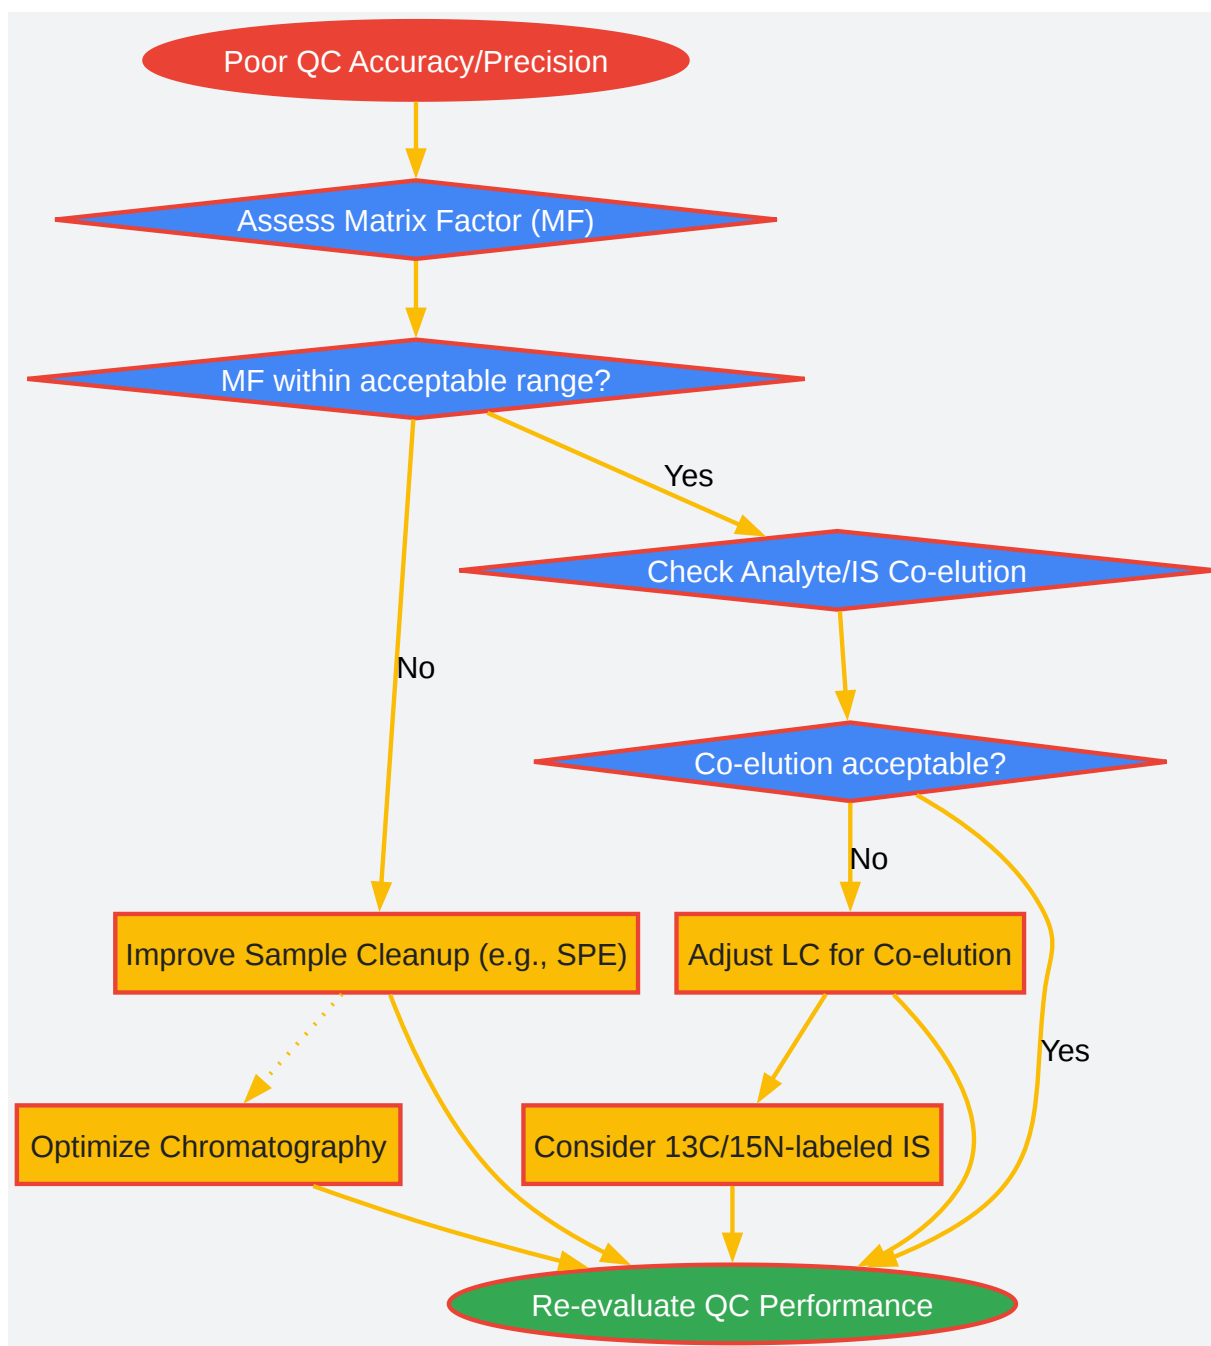 Poor QC Accuracy/Precision
Assess Matrix Factor (MF)
MF within acceptable range?
Yes
Check Analyte/IS Co-elution
No
Co-elution acceptable?
No
Improve Sample Cleanup (e.g., SPE)
Adjust LC for Co-elution
Yes
Optimize Chromatography
Consider 13C/15N-labeled IS
Re-evaluate QC Performance